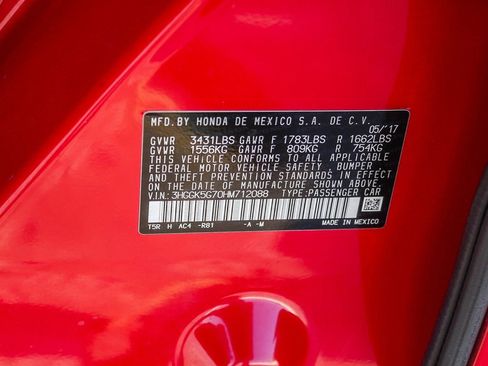 MFD. BY HONDA DE MEXICO S.A. DE C.V.
05/'17
GVWR 3431LBS GAWR F 1783LBS R 1662LBS
GVWR 1556KG GAWR F 809KG R 754KG
THIS VEHICLE CONFORMS TO ALL APPLICABLE
FEDERAL MOTOR VEHICLE SAFETY, BUMPER
AND THEFT PREVENTION STANDARDS IN EFFECT
ON THE DATE OF MANUFACTURE SHOWN ABOVE.
V.I.N.: 3HGGK5G70HM712088 TYPE:PASSENGER CAR
T5R H AC4 -R81 -A -M MADE IN MEXICO